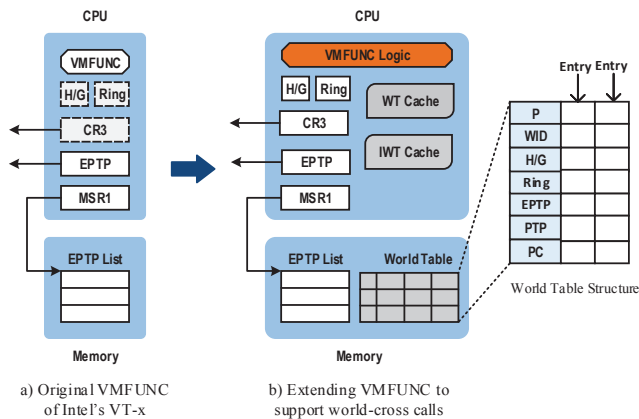 CPU
VMFUNC
H/G Ring
CR3
EPTP
MSR1
EPTP List
Memory
a) Original VMFUNC
of Intel's VT-x
CPU
VMFUNC Logic
H/G Ring
WT Cache
CR3
IWT Cache
EPTP
MSR1
EPTP List World Table
Memory
b) Extending VMFUNC to
support world-cross calls
Entry Entry
P
WID
H/G
Ring
EPTP
PTP
PC
World Table Structure